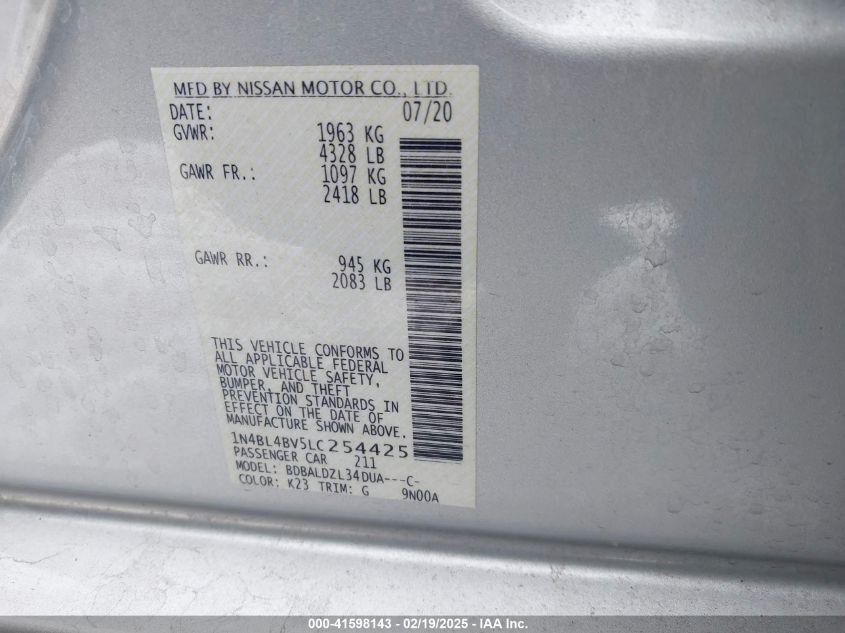 MFD BY NISSAN MOTOR CO., LTD.
DATE: 07/20
GVWR: 1963 KG
4328 LB
GAWR FR.: 1097 KG
2418 LB
GAWR RR.: 945 KG
2083 LB
THIS VEHICLE CONFORMS TO
ALL APPLICABLE FEDERAL
MOTOR VEHICLE SAFETY,
BUMPER, AND THEFT
PREVENTION STANDARDS IN
EFFECT ON THE DATE OF
MANUFACTURE SHOWN ABOVE.
1N4BL4BV5LC254425
PASSENGER CAR 211
MODEL: BDBALDZL34DUA---C-
COLOR: K23 TRIM: G 9N00A
000-41598143 - 02/19/2025 - IAA Inc.